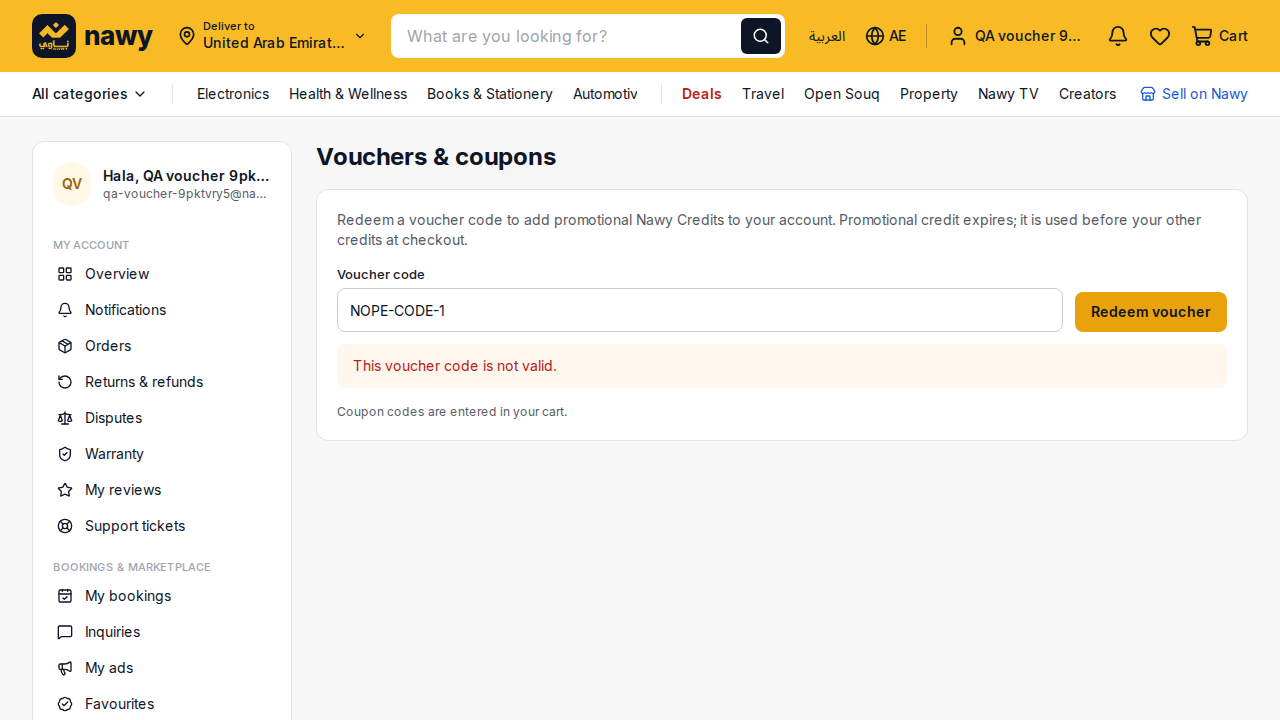 ناوي
NAWY
nawy
Deliver to
United Arab Emirat...
What are you looking for?
العربية
AE
QA voucher 9...
Cart
All categories
Electronics
Health & Wellness
Books & Stationery
Automotiv
Deals
Travel
Open Souq
Property
Nawy TV
Creators
Sell on Nawy
QV
Hala, QA voucher 9pk...
qa-voucher-9pktvry5@na...
MY ACCOUNT
Overview
Notifications
Orders
Returns & refunds
Disputes
Warranty
My reviews
Support tickets
BOOKINGS & MARKETPLACE
My bookings
Inquiries
My ads
Favourites
Vouchers & coupons
Redeem a voucher code to add promotional Nawy Credits to your account. Promotional credit expires; it is used before your other
credits at checkout.
Voucher code
NOPE-CODE-1
Redeem voucher
This voucher code is not valid.
Coupon codes are entered in your cart.